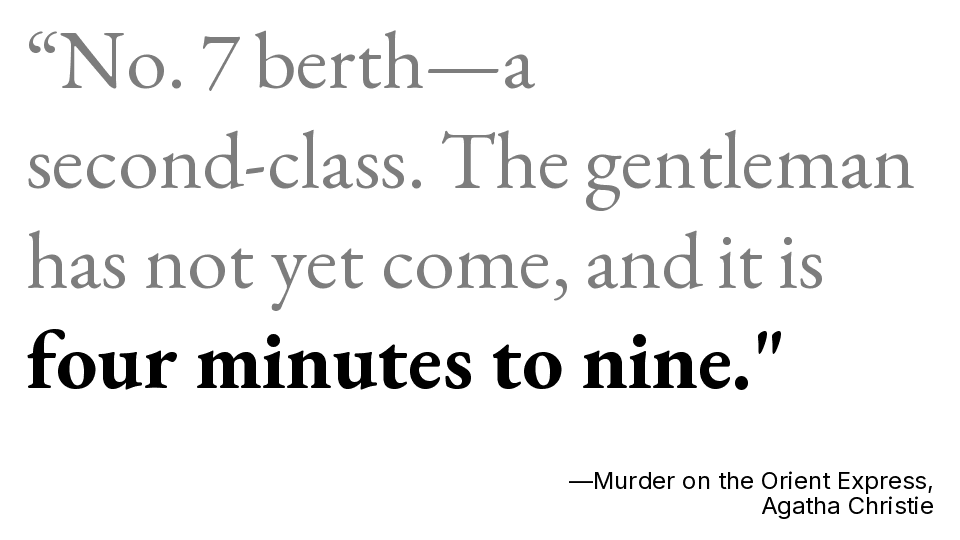 “No. 7 berth—a
second-class. The gentleman
has not yet come, and it is
four minutes to nine."
—Murder on the Orient Express,
Agatha Christie